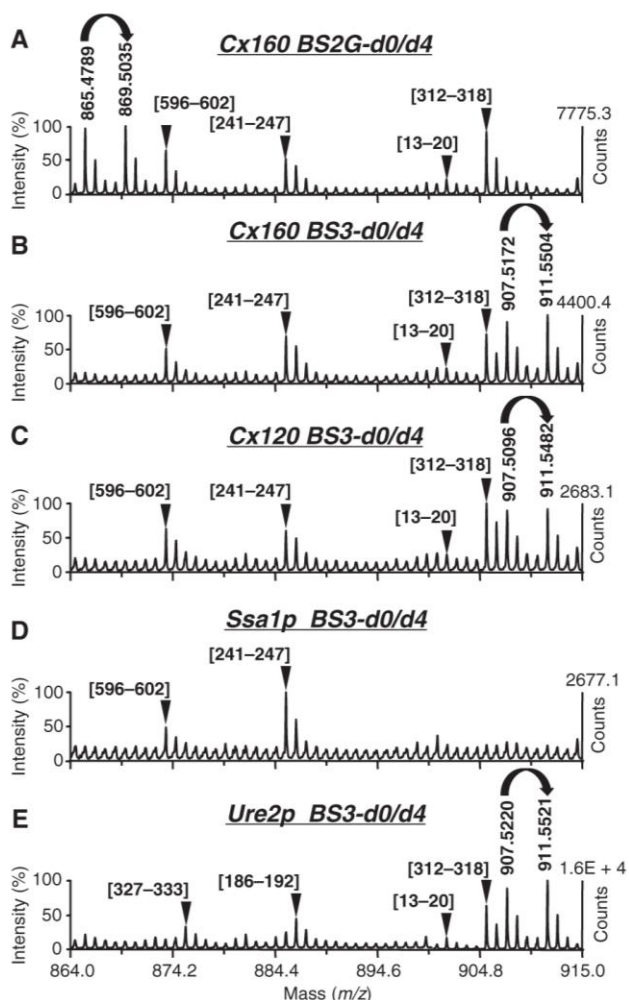 A
Cx160 BS2G-d0/d4
865.4789
869.5035
[596–602]
[241–247]
[13–20]
[312–318]
7775.3
Intensity (%)
100
50
0
Counts
B
Cx160 BS3-d0/d4
[596–602]
[241–247]
[13–20]
[312–318]
907.5172
911.5504
4400.4
Intensity (%)
100
50
0
Counts
C
Cx120 BS3-d0/d4
[596–602]
[241–247]
[13–20]
[312–318]
907.5096
911.5482
2683.1
Intensity (%)
100
50
0
Counts
D
Ssa1p BS3-d0/d4
[596–602]
[241–247]
2677.1
Intensity (%)
100
50
0
Counts
E
Ure2p BS3-d0/d4
[327–333]
[186–192]
[13–20]
[312–318]
907.5220
911.5521
1.6E + 4
Intensity (%)
100
50
0
Counts
864.0 874.2 884.4 894.6 904.8 915.0
Mass (m/z)